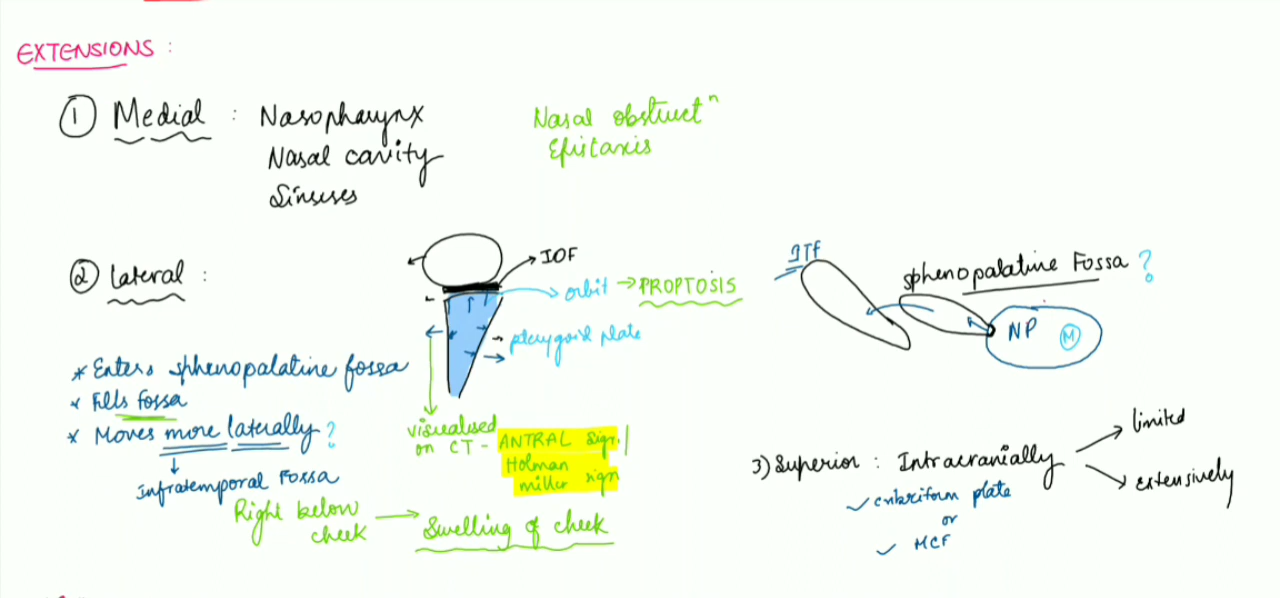 EXTENSIONS :
① Medial : Nasopharynx
Nasal cavity
Sinuses
Nasal obstructⁿ
Epistaxis
② Lateral :
IOF
orbit → PROPTOSIS
pterygoid plate
ITF
Sphenopalatine Fossa ?
NP
M
* Enters sphenopalatine fossa
* Fills fossa
* Moves more laterally ?
↓
Infratemporal Fossa
Right below
cheek → Swelling of cheek
visualised
on CT - ANTRAL sign /
Holman
miller sign
3) Superior : Intracranially
limited
extensively
✓ cribriform plate
or
✓ MCF